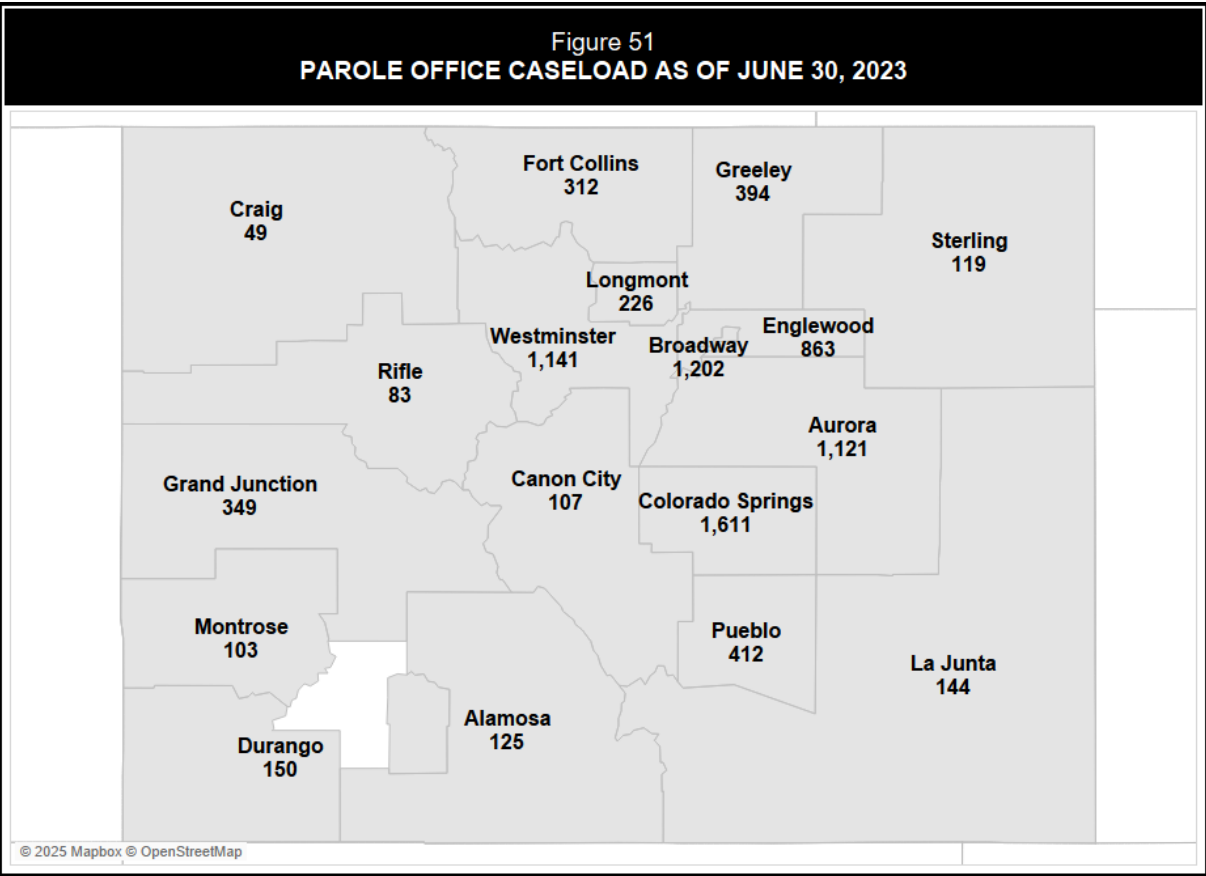 Figure 51
PAROLE OFFICE CASELOAD AS OF JUNE 30, 2023
Fort Collins
312
Greeley
394
Craig
49
Sterling
119
Longmont
226
Englewood
863
Westminster
1,141
Broadway
1,202
Rifle
83
Aurora
1,121
Grand Junction
349
Canon City
107
Colorado Springs
1,611
Montrose
103
Pueblo
412
La Junta
144
Alamosa
125
Durango
150
© 2025 Mapbox © OpenStreetMap